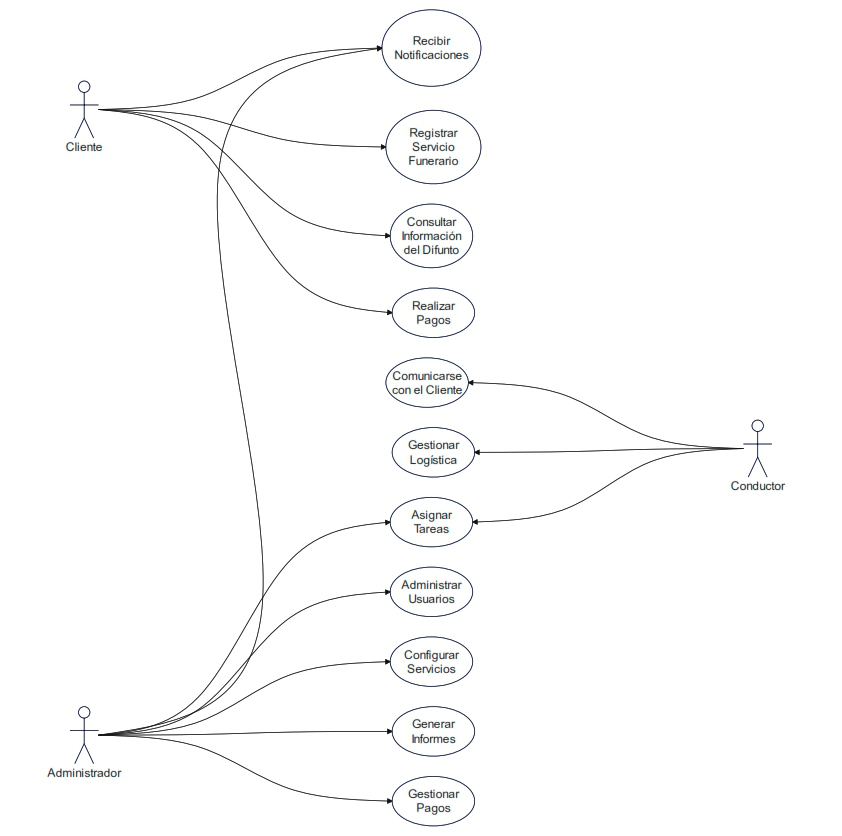 Recibir
Notificaciones
Cliente
Registrar
Servicio
Funerario
Consultar
Información
del Difunto
Realizar
Pagos
Comunicarse
con el Cliente
Gestionar
Logística
Conductor
Asignar
Tareas
Administrar
Usuarios
Configurar
Servicios
Generar
Informes
Administrador
Gestionar
Pagos